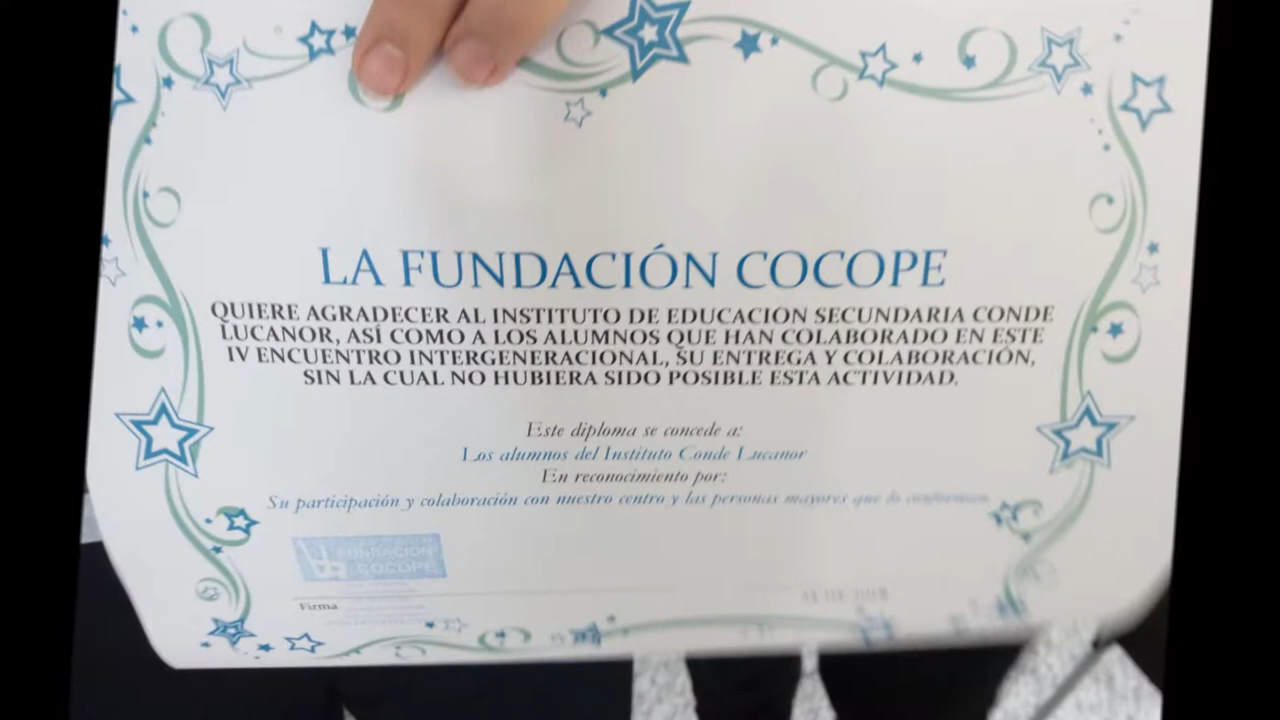 LA FUNDACIÓN COCOPE
QUIERE AGRADECER AL INSTITUTO DE EDUCACIÓN SECUNDARIA CONDE
LUCANOR, ASÍ COMO A LOS ALUMNOS QUE HAN COLABORADO EN ESTE
IV ENCUENTRO INTERGENERACIONAL, SU ENTREGA Y COLABORACIÓN,
SIN LA CUAL NO HUBIERA SIDO POSIBLE ESTA ACTIVIDAD.
Este diploma se concede a:
Los alumnos del Instituto Conde Lucanor
En reconocimiento por:
Su participación y colaboración con nuestro centro y las personas mayores que lo conforman
FUNDACIÓN
COCOPE
Firma